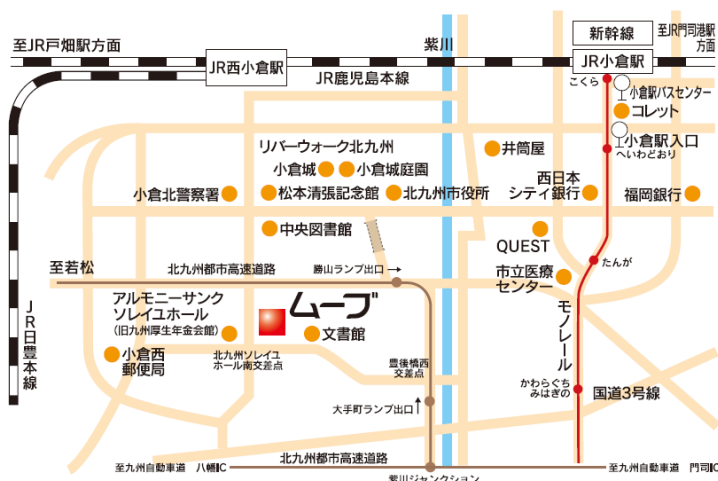 新幹線
至JR戸畑駅方面
紫川
至JR門司港駅
方面
JR西小倉駅
JR小倉駅
JR鹿児島本線
こくら
小倉駅バスセンター
コレット
小倉駅入口
へいわどおり
リバーウォーク北九州
井筒屋
小倉城
小倉城庭園
小倉北警察署
松本清張記念館
北九州市役所
西日本
シティ銀行
福岡銀行
中央図書館
QUEST
たんが
至若松
北九州都市高速道路
勝山ランプ出口→
市立医療
センター
アルモニーサンク
ソレイユホール
(旧九州厚生年金会館)
ムーブ
モノレール
JR日豊本線
文書館
小倉西
郵便局
北九州ソレイユ
ホール南交差点
豊後橋西
交差点
かわらぐち
みはぎの
国道3号線
大手町ランプ出口↑
北九州都市高速道路
至九州自動車道 八幡IC
至九州自動車道 門司IC
紫川ジャンクション